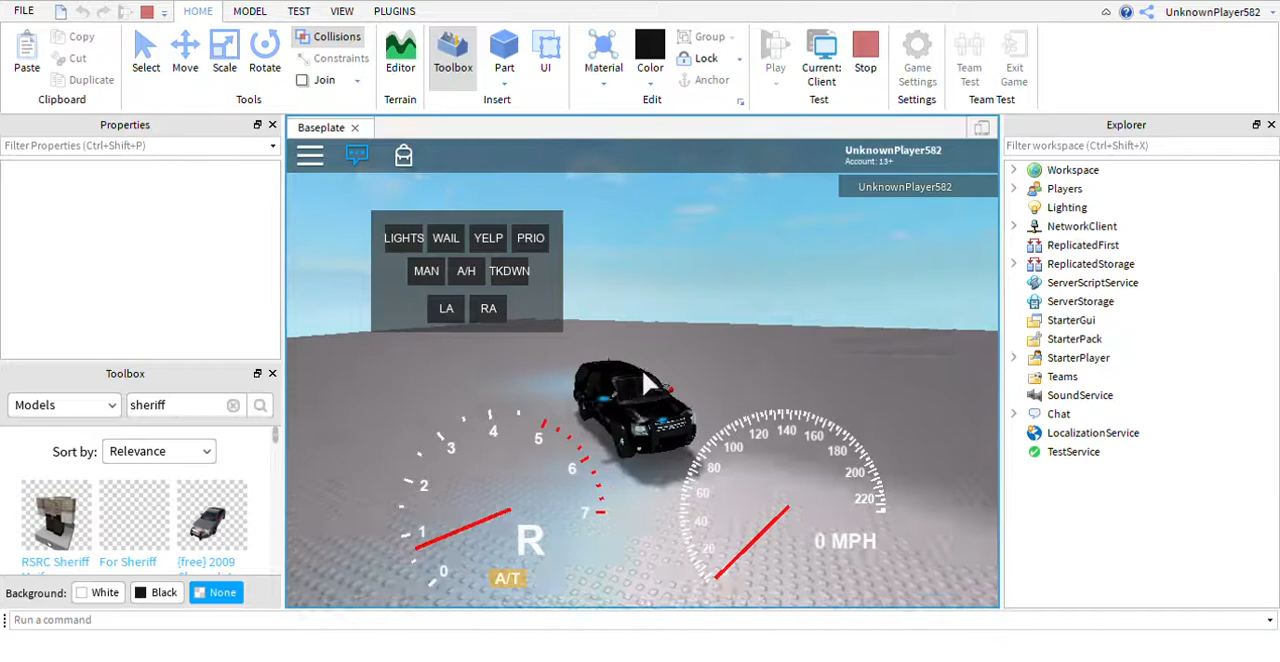 FILE HOME MODEL TEST VIEW PLUGINS UnknownPlayer582
Paste Copy Cut Duplicate Select Move Scale Rotate Collisions Constraints Join Editor Toolbox Part UI Material Color Group Lock Anchor Play Current: Client Stop Game Settings Team Test Exit Game
Clipboard Tools Terrain Insert Edit Test Settings Team Test
Properties
Filter Properties (Ctrl+Shift+P)
Toolbox
Models sheriff
Sort by: Relevance
RSRC Sheriff For Sheriff {free} 2009
Background: White Black None
Run a command
Baseplate
UnknownPlayer582
Account: 13+
UnknownPlayer582
LIGHTS WAIL YELP PRIO
MAN A/H TKDWN
LA RA
0 1 2 3 4 5 6 7
R
A/T
20 40 60 80 100 120 140 160 180 200 220
0 MPH
Explorer
Filter workspace (Ctrl+Shift+X)
Workspace
Players
Lighting
NetworkClient
ReplicatedFirst
ReplicatedStorage
ServerScriptService
ServerStorage
StarterGui
StarterPack
StarterPlayer
Teams
SoundService
Chat
LocalizationService
TestService